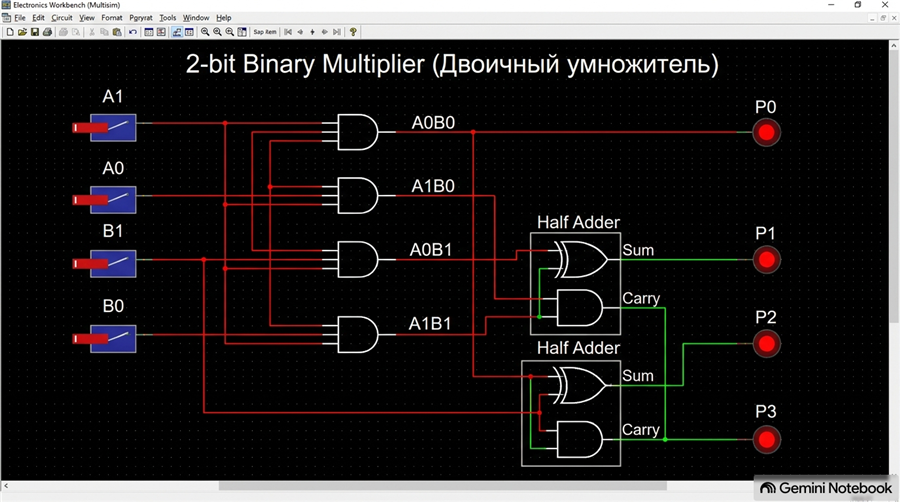 Electronics Workbench (Multisim)
File Edit Circuit View Format Pgryrat Tools Window Help
Sap Rem
2-bit Binary Multiplier (Двоичный умножитель)
A1
A0
B1
B0
A0B0
A1B0
A0B1
A1B1
Half Adder
Sum
Carry
Half Adder
Sum
Carry
P0
P1
P2
P3
Gemini Notebook